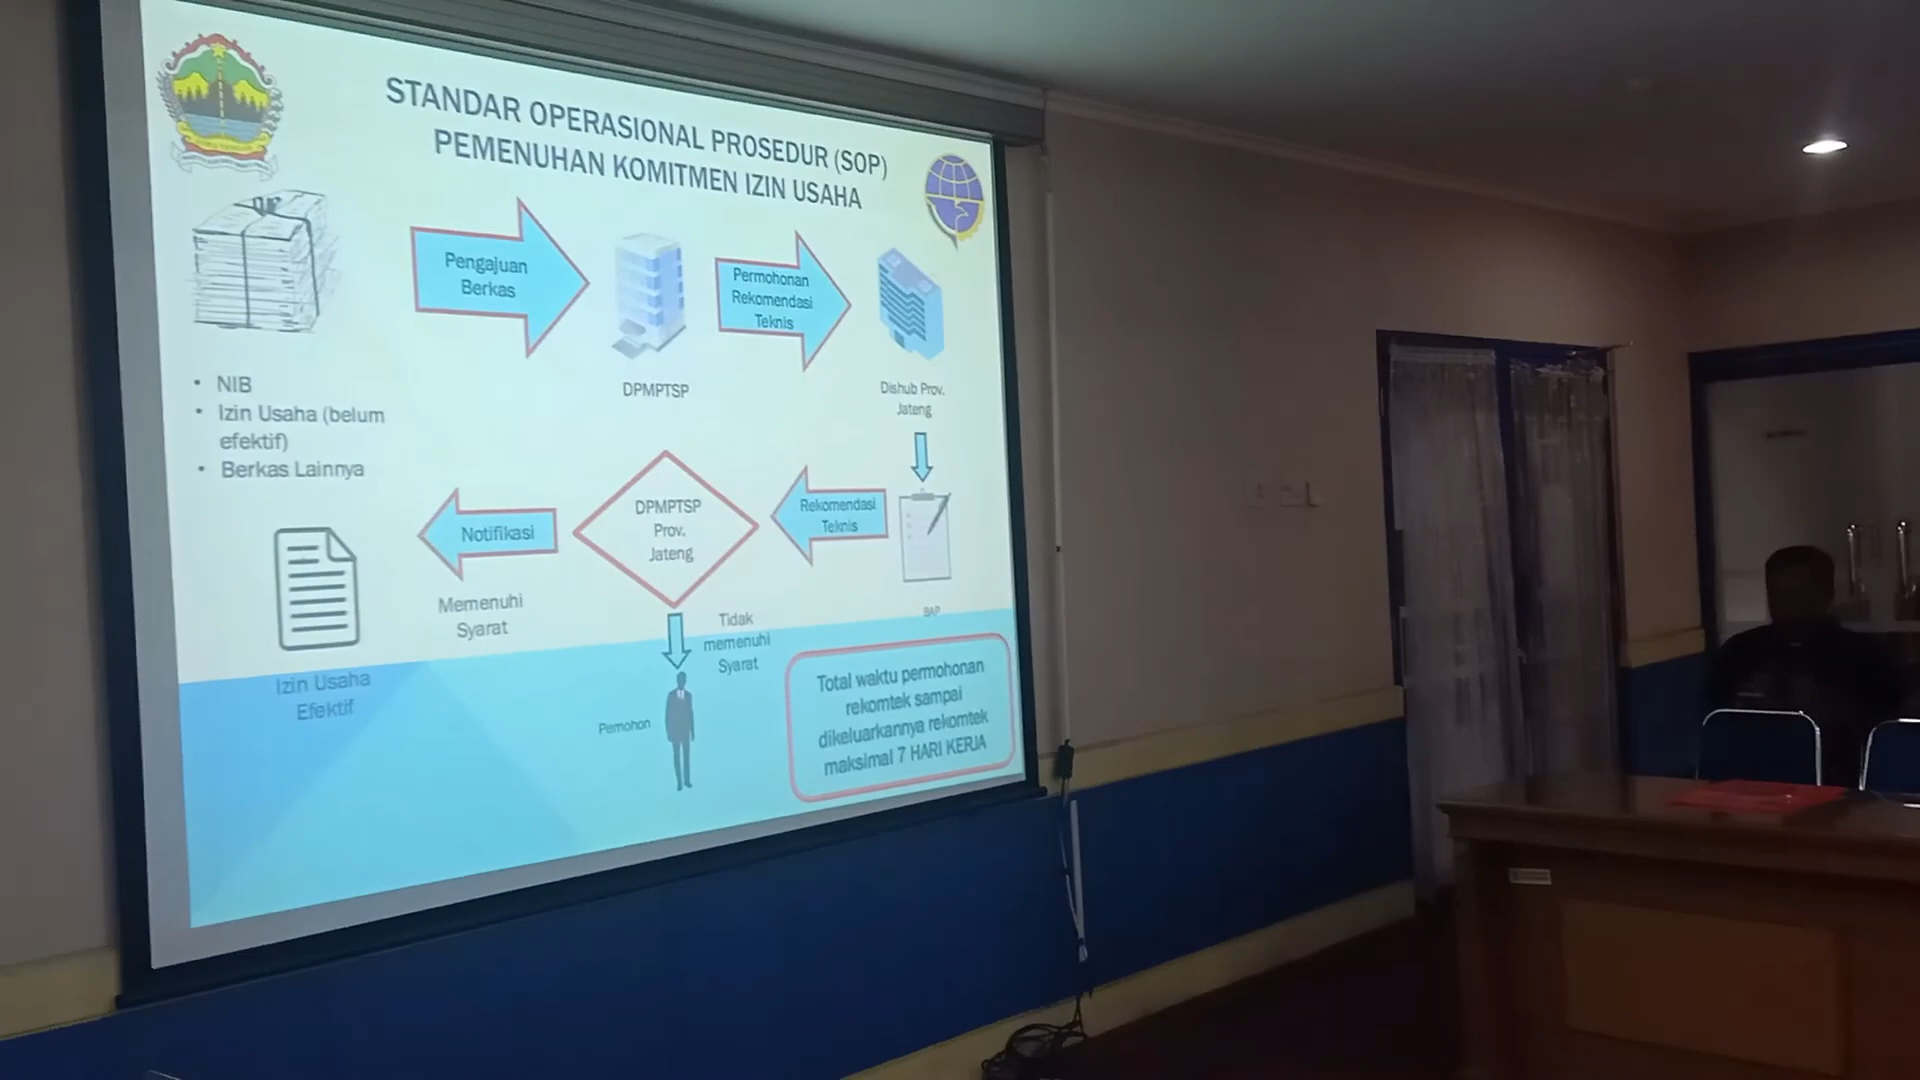 STANDAR OPERASIONAL PROSEDUR (SOP)
PEMENUHAN KOMITMEN IZIN USAHA
Pengajuan
Berkas
Permohonan
Rekomendasi
Teknis
DPMPTSP
Dishub Prov.
Jateng
• NIB
• Izin Usaha (belum
efektif)
• Berkas Lainnya
Notifikasi
DPMPTSP
Prov.
Jateng
Rekomendasi
Teknis
BAP
Memenuhi
Syarat
Tidak
memenuhi
Syarat
Izin Usaha
Efektif
Pemohon
Total waktu permohonan
rekomtek sampai
dikeluarkannya rekomtek
maksimal 7 HARI KERJA